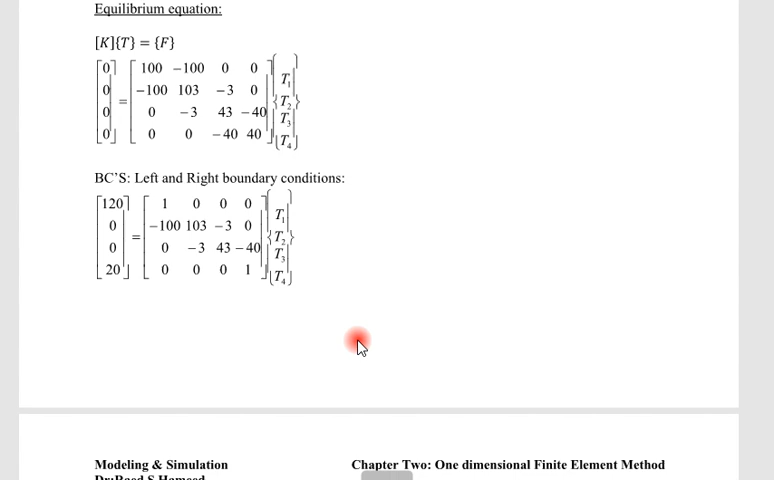 Equilibrium equation:
[K]{T} = {F}
[0 0 0 0] = [100 −100 0 0
−100 103 −3 0
0 −3 43 −40
0 0 −40 40] {T1 T2 T3 T4}
BC'S: Left and Right boundary conditions:
[120 0 0 20] = [1 0 0 0
−100 103 −3 0
0 −3 43 −40
0 0 0 1] {T1 T2 T3 T4}
Modeling & Simulation Chapter Two: One dimensional Finite Element Method
Dr:Raed S Hameed